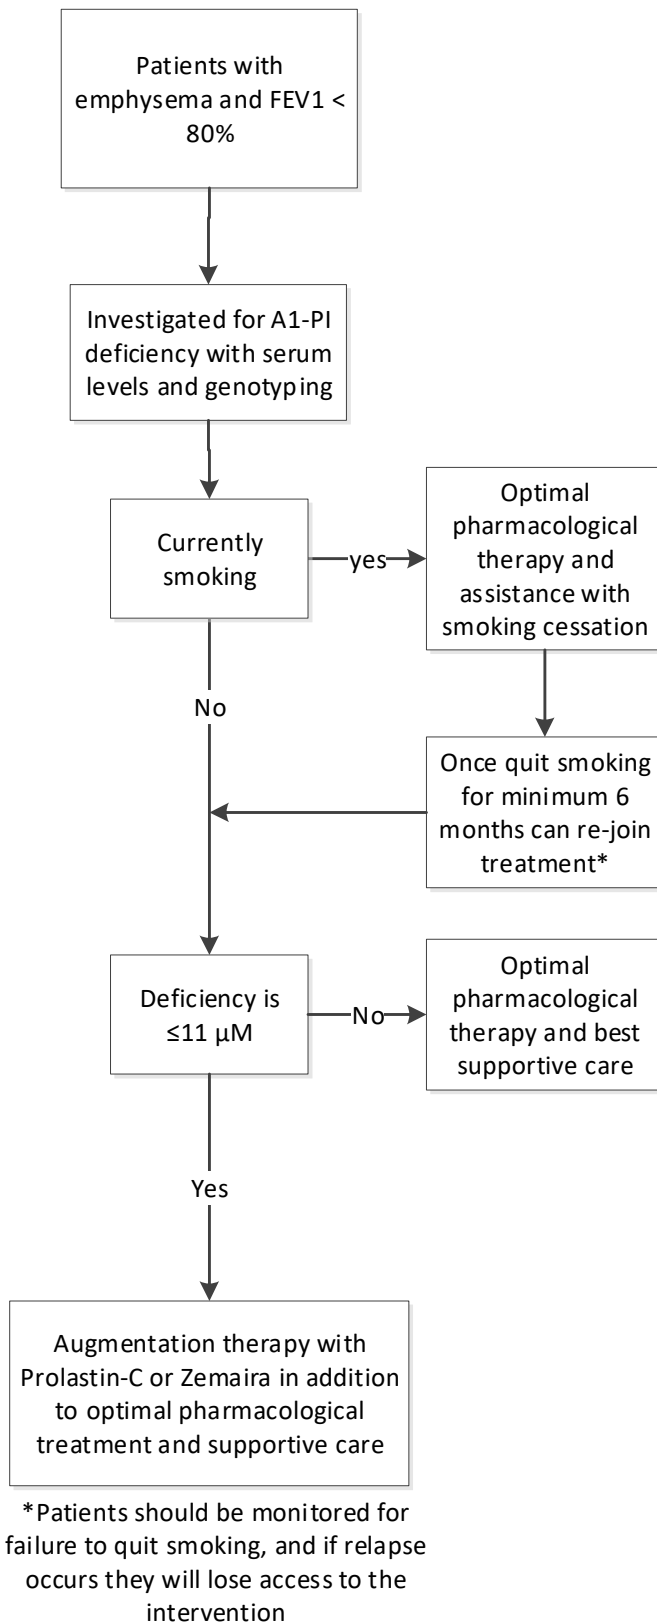 Patients with
emphysema and FEV1 <
80%
Investigated for A1-PI
deficiency with serum
levels and genotyping
Currently
smoking
yes
Optimal
pharmacological
therapy and
assistance with
smoking cessation
No
Once quit smoking
for minimum 6
months can re-join
treatment*
Deficiency is
≤11 µM
No
Optimal
pharmacological
therapy and best
supportive care
Yes
Augmentation therapy with
Prolastin-C or Zemaira in addition
to optimal pharmacological
treatment and supportive care
*Patients should be monitored for
failure to quit smoking, and if relapse
occurs they will lose access to the
intervention